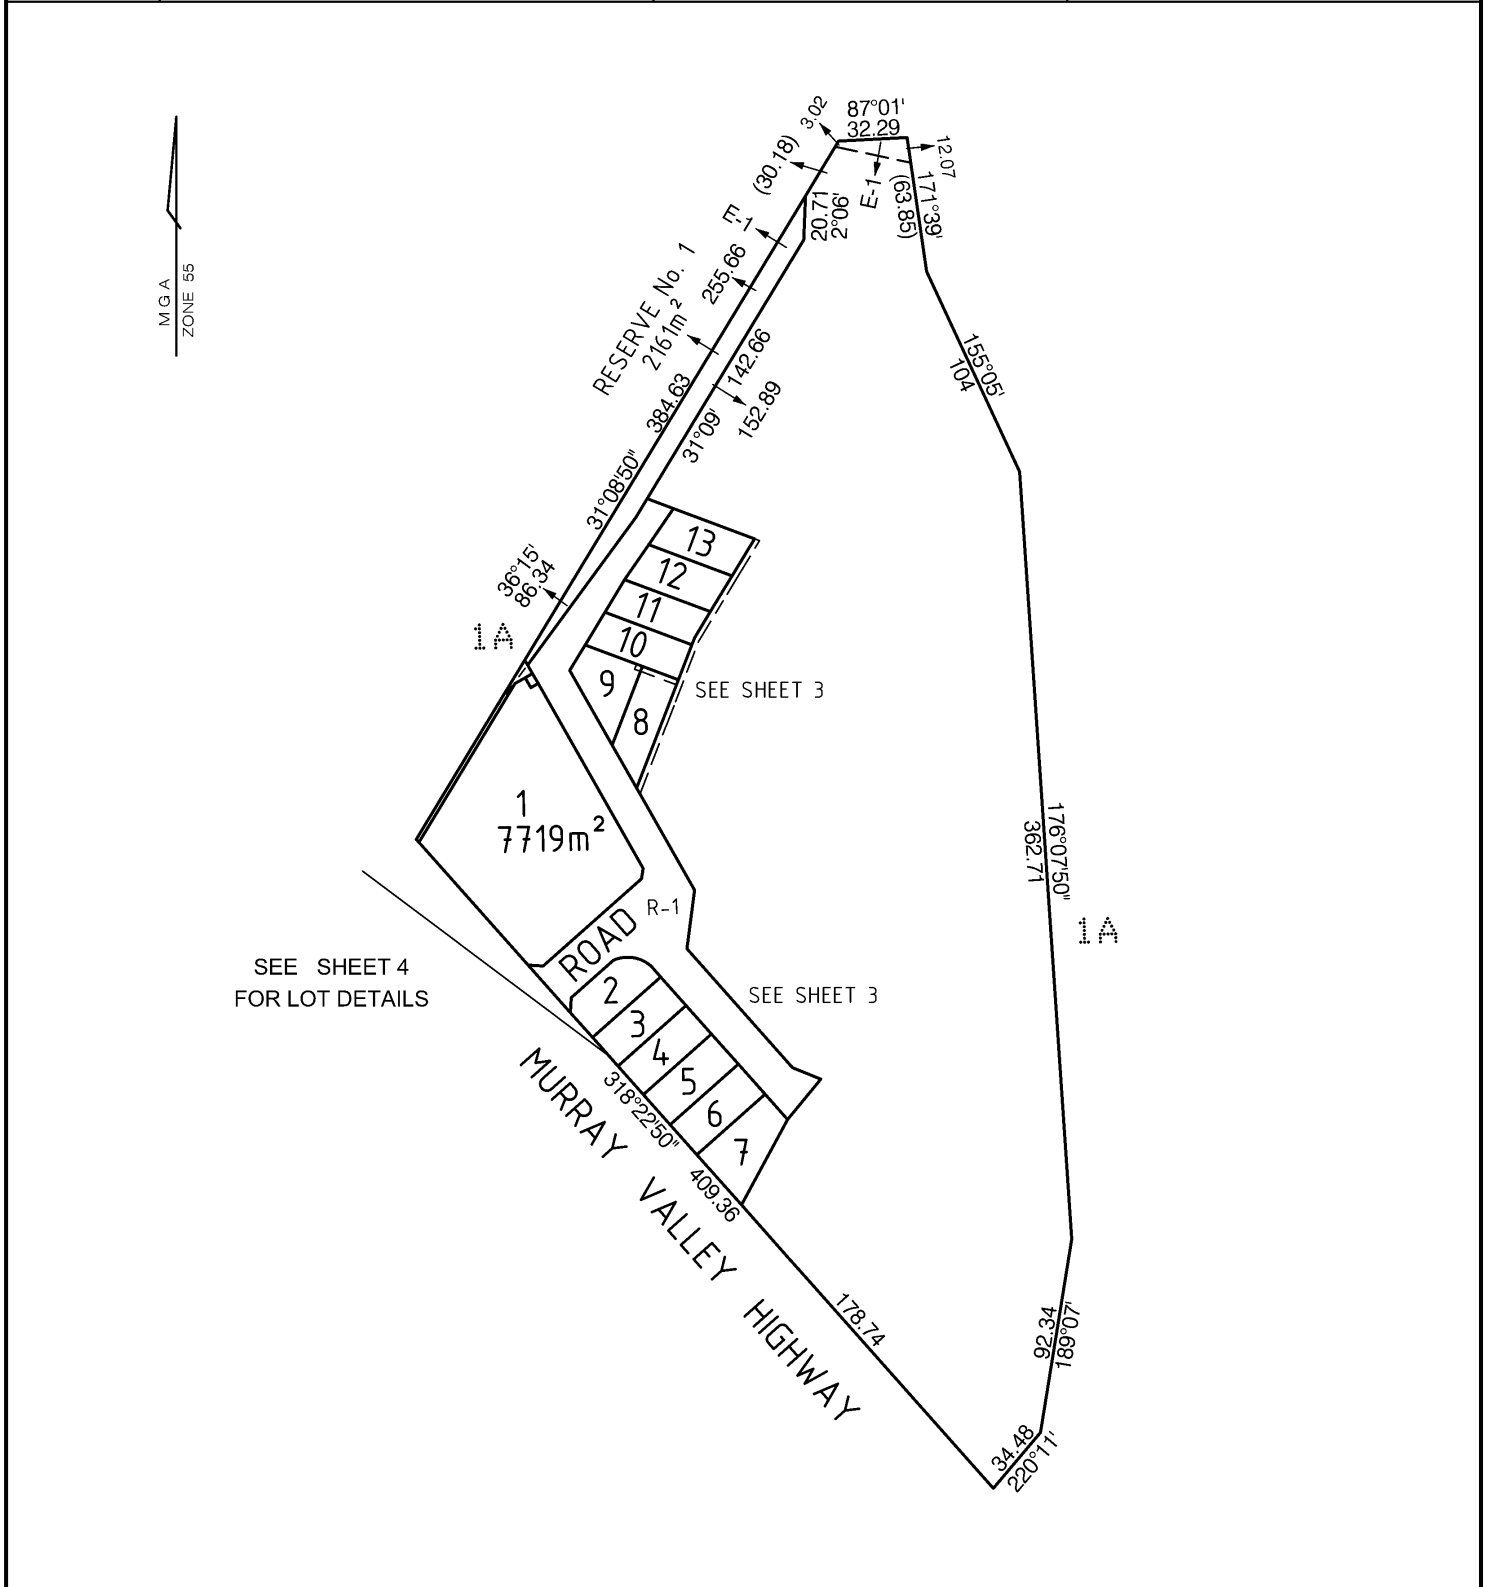 87°01'
32.29
3.02
12.07
(30.18)
171°39'
(63.85)
E-1
20.71
2°06'
E-1
MGA
ZONE 55
RESERVE No. 1
2161m²
255.66
142.66
152.89
31°09'
384.63
31°08'50"
155°05'
104
36°15'
86.34
13
12
11
10
9
8
1A
SEE SHEET 3
1
7719m²
176°07'50"
362.71
1A
R-1
ROAD
SEE SHEET 4
FOR LOT DETAILS
SEE SHEET 3
2
3
4
5
6
7
318°22'50"
409.36
MURRAY VALLEY HIGHWAY
178.74
92.34
189°07'
34.48
220°11'